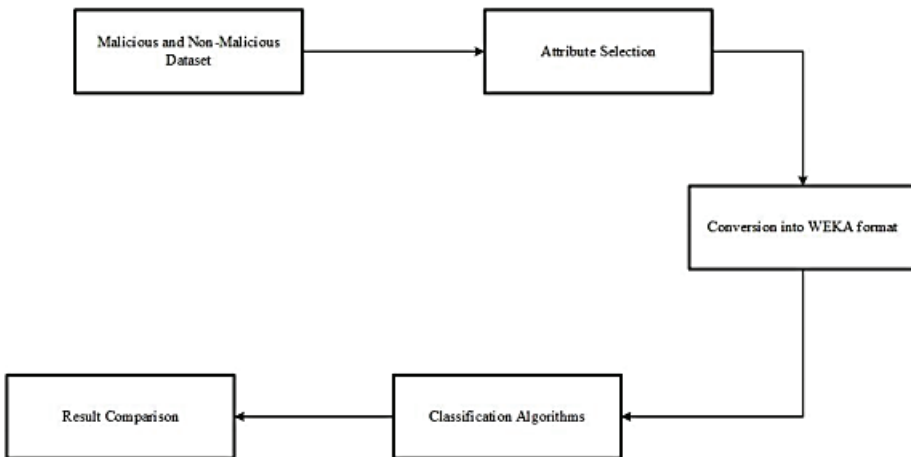 Malicious and Non-Malicious
Dataset
Attribute Selection
Conversion into WEKA format
Classification Algorithms
Result Comparison